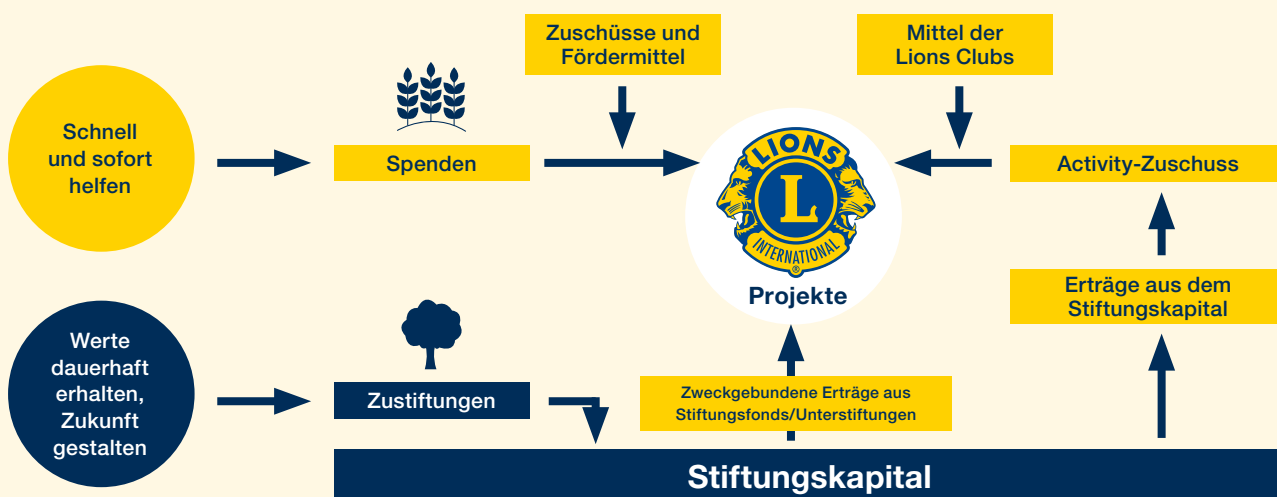 Zuschüsse und
Fördermittel
Mittel der
Lions Clubs
Schnell
und sofort
helfen
Spenden
LIONS
L
INTERNATIONAL
®
Projekte
Activity-Zuschuss
Erträge aus dem
Stiftungskapital
Werte
dauerhaft
erhalten,
Zukunft
gestalten
Zustiftungen
Zweckgebundene Erträge aus
Stiftungsfonds/Unterstiftungen
Stiftungskapital